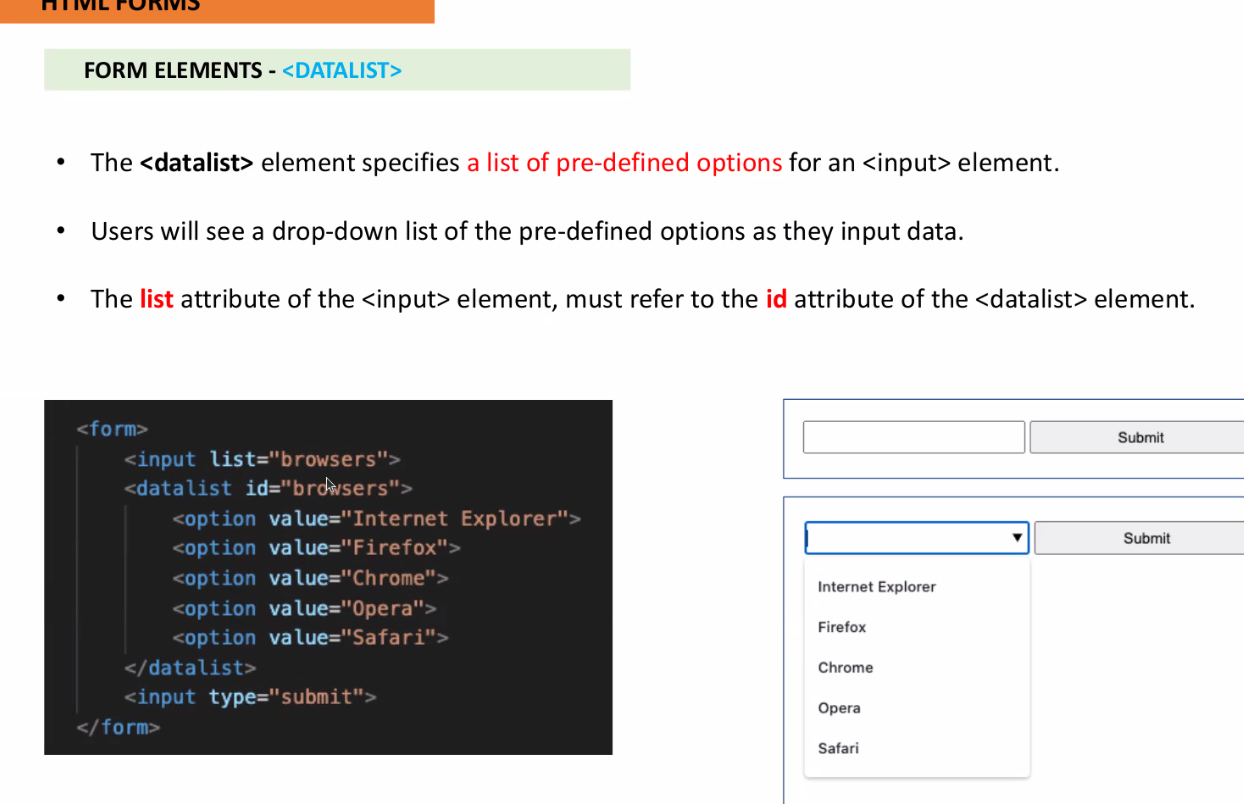 HTML FORMS
FORM ELEMENTS - <DATALIST>
• The <datalist> element specifies a list of pre-defined options for an <input> element.
• Users will see a drop-down list of the pre-defined options as they input data.
• The list attribute of the <input> element, must refer to the id attribute of the <datalist> element.
<form>
<input list="browsers">
<datalist id="browsers">
<option value="Internet Explorer">
<option value="Firefox">
<option value="Chrome">
<option value="Opera">
<option value="Safari">
</datalist>
<input type="submit">
</form>
Submit
Submit
Internet Explorer
Firefox
Chrome
Opera
Safari